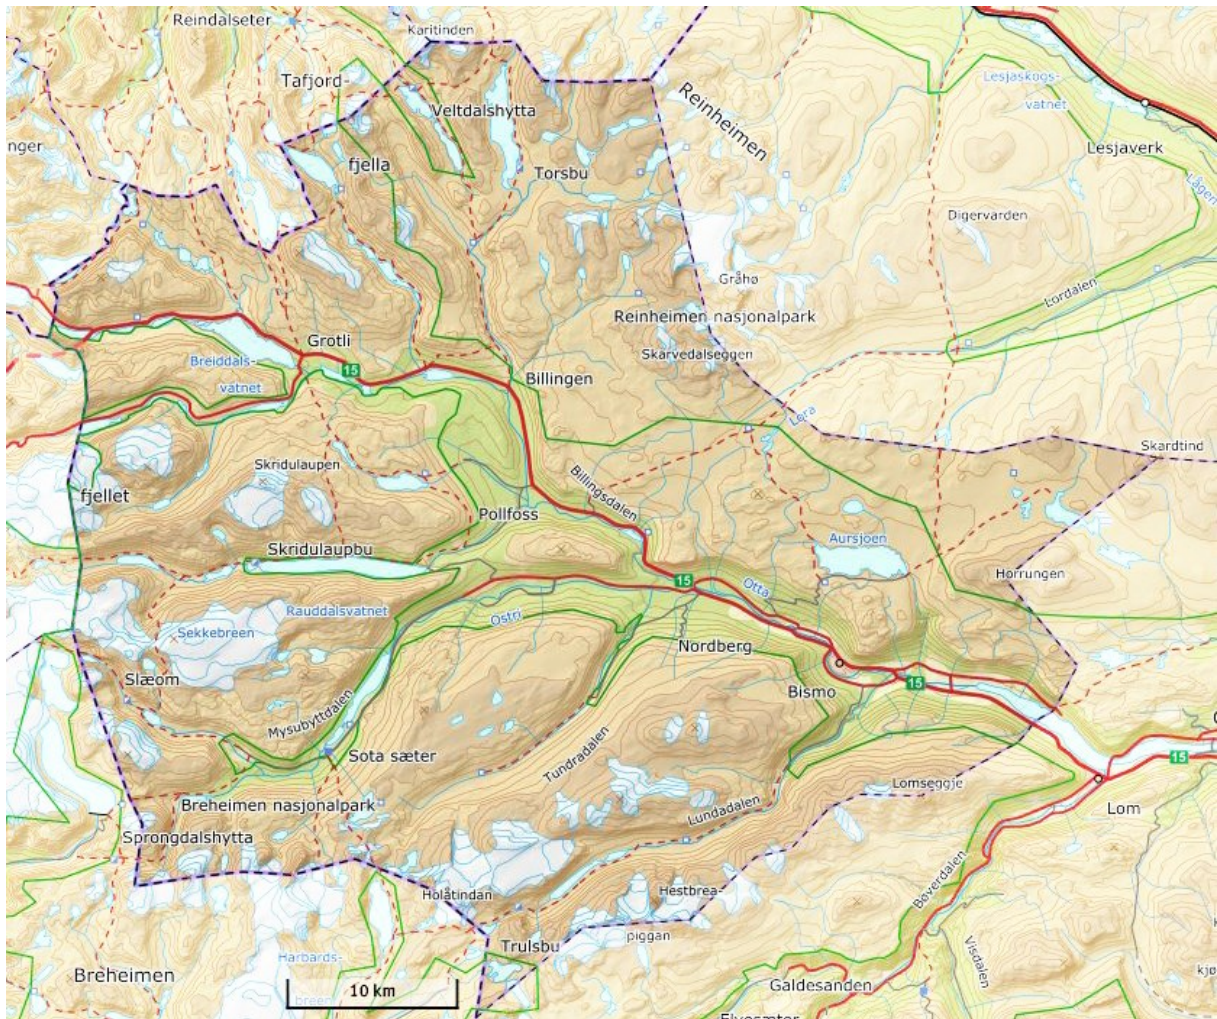 Reindalseter
Karitinden
Tafjord-
Veltdalshytta
Reinheimen
Lesjaskogs-
vatnet
Lesjaverk
nger
fjella
Torsbu
Lågen
Digervarden
Gråhø
Lordalen
Reinheimen nasjonalpark
Grotli
Skarvedalseggen
Breiddals-
vatnet
15
Billingen
Lora
Skardtind
Skridulaupen
fjellet
Billingsdalen
Pollfoss
Aursjoen
Skridulaupbu
Horrungen
15
Otta
Rauddalsvatnet
Ostri
Sekkebreen
Nordberg
Slæom
Bismo
15
Mysubyttdalen
Sota sæter
Tundradalen
15
Lomseggje
Breheimen nasjonalpark
Lundadalen
Lom
Sprongdalshytta
Bøverdalen
Holåtindan
Hestbrea-
piggan
Trulsbu
Visdalen
Harbards-
breen
Breheimen
10 km
Galdesanden
kjø
Elvesæter